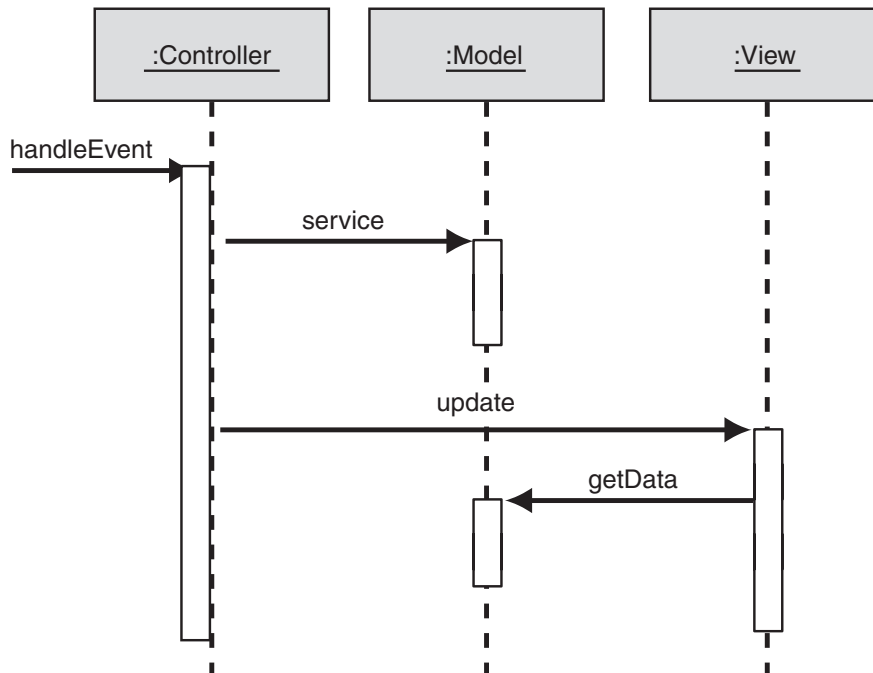 :Controller
:Model
:View
handleEvent
service
update
getData